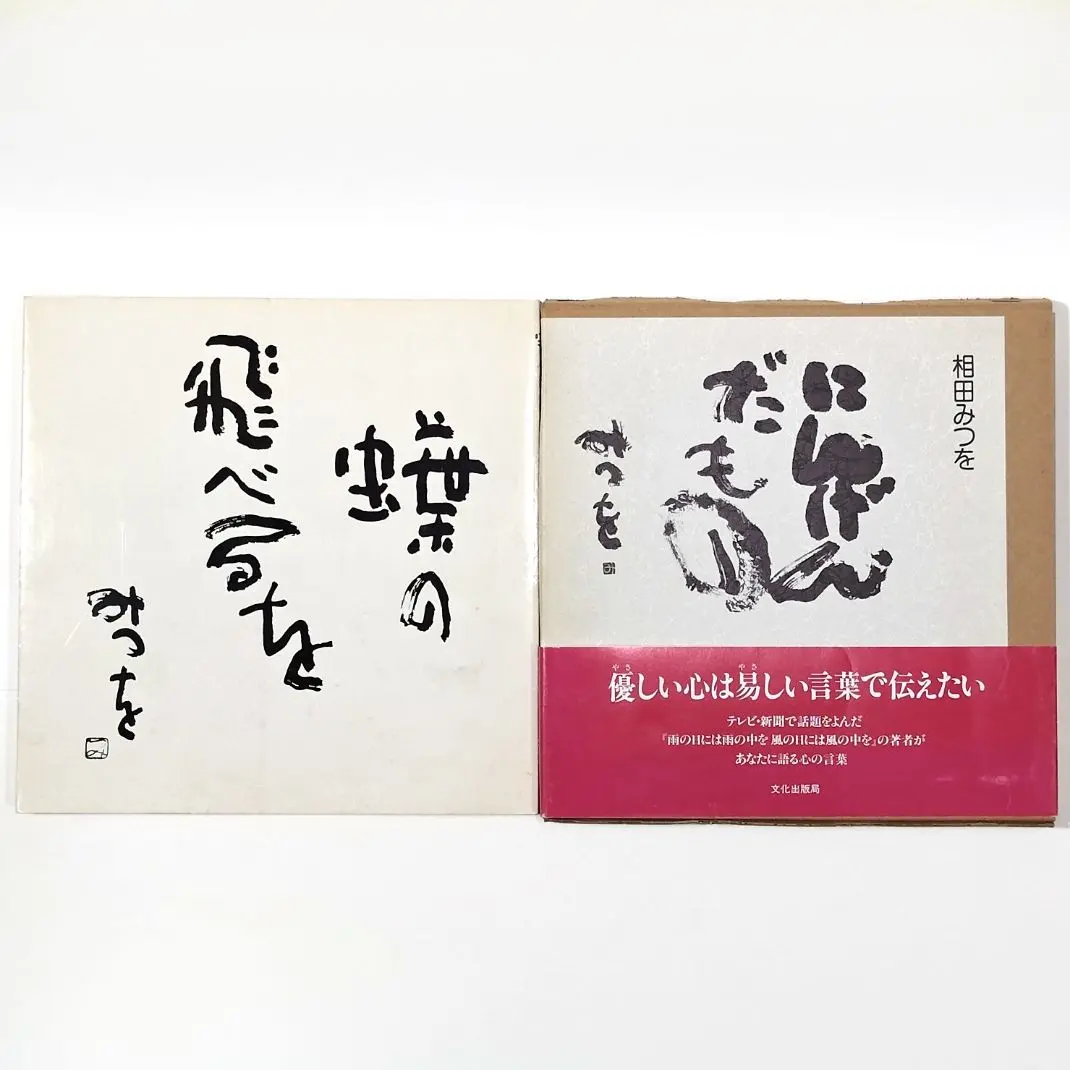 蝶の
飛べるを
みつを
相田みつを
にんげん
だもの
みつを
やさ やさ
優しい心は易しい言葉で伝えたい
テレビ・新聞で話題をよんだ
『雨の日には雨の中を 風の日には風の中を』の著者が
あなたに語る心の言葉
文化出版局